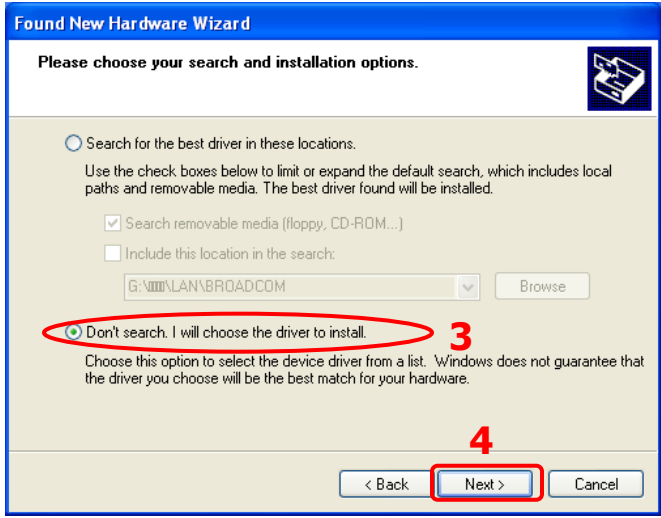 Found New Hardware Wizard
Please choose your search and installation options.
Search for the best driver in these locations.
Use the check boxes below to limit or expand the default search, which includes local
paths and removable media. The best driver found will be installed.
Search removable media (floppy, CD-ROM...)
Include this location in the search:
\LAN\BROADCOM
Browse
Don't search. I will choose the driver to install.
3
Choose this option to select the device driver from a list. Windows does not guarantee that
the driver you choose will be the best match for your hardware.
4
< Back
Next >
Cancel